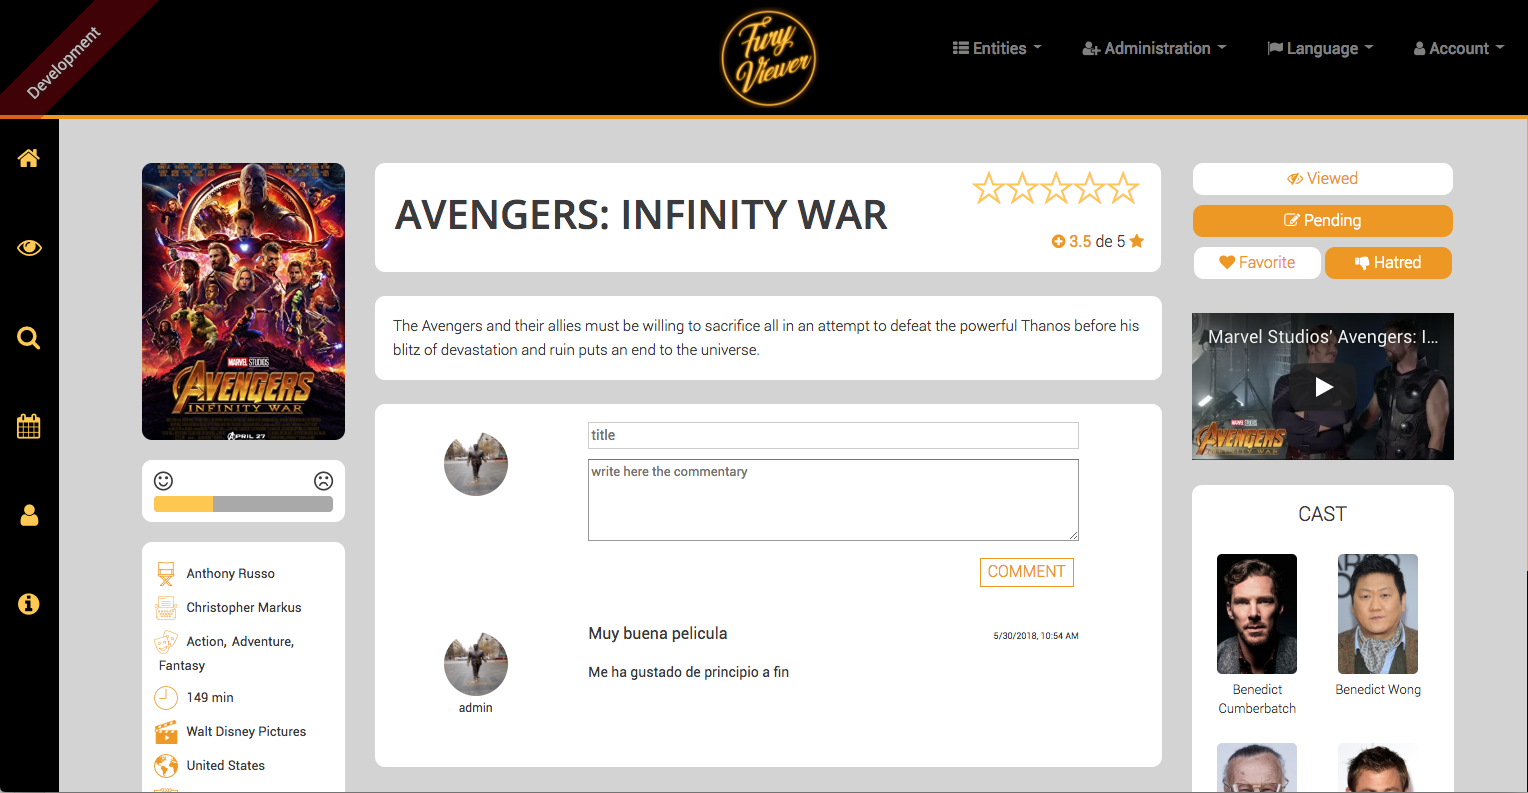 Development
Fury
Viewer
Entities
Administration
Language
Account
MARVEL STUDIOS
AVENGERS
INFINITY WAR
APRIL 27
Anthony Russo
Christopher Markus
Action, Adventure,
Fantasy
149 min
Walt Disney Pictures
United States
AVENGERS: INFINITY WAR
3.5 de 5
The Avengers and their allies must be willing to sacrifice all in an attempt to defeat the powerful Thanos before his
blitz of devastation and ruin puts an end to the universe.
title
write here the commentary
COMMENT
Muy buena pelicula
5/30/2018, 10:54 AM
Me ha gustado de principio a fin
admin
Viewed
Pending
Favorite
Hatred
Marvel Studios' Avengers: I...
MARVEL STUDIOS
AVENGERS
INFINITY WAR
CAST
Benedict
Cumberbatch
Benedict Wong